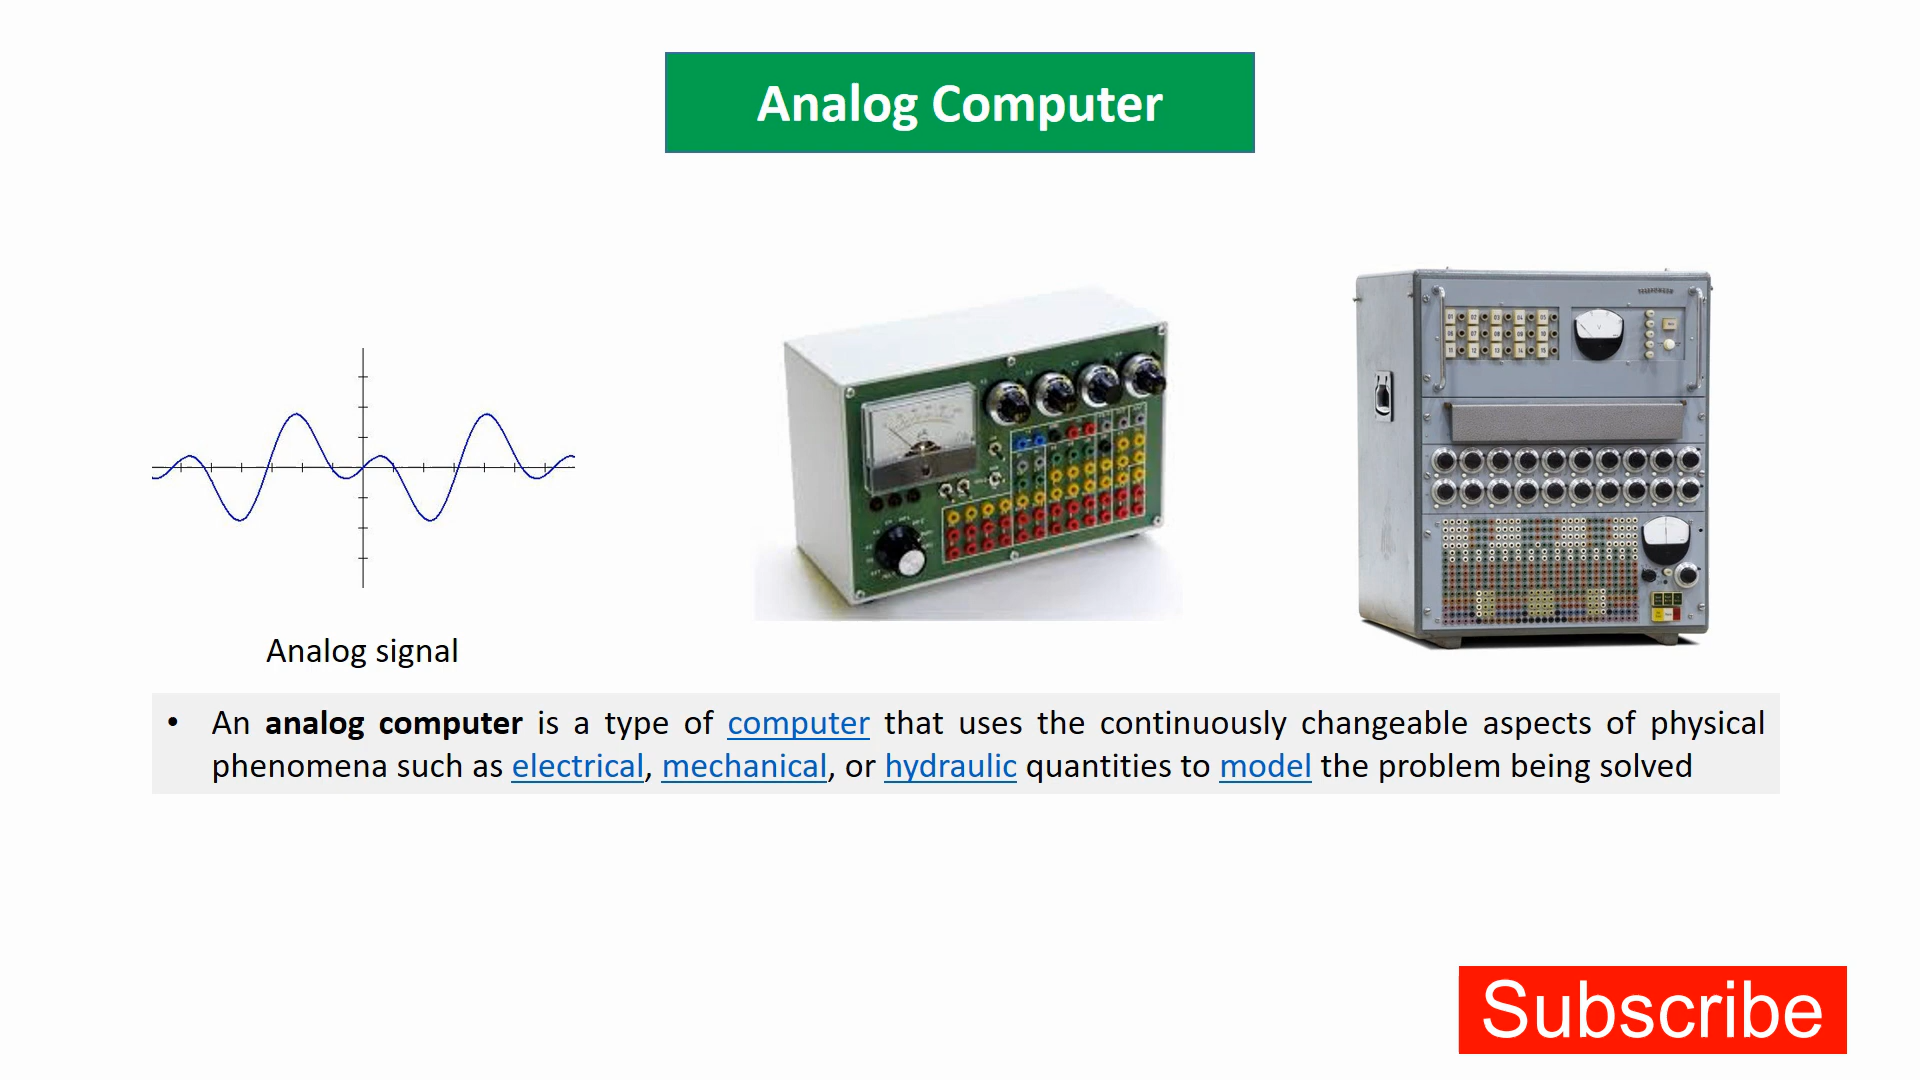 Analog Computer
Analog signal
• An analog computer is a type of computer that uses the continuously changeable aspects of physical
phenomena such as electrical, mechanical, or hydraulic quantities to model the problem being solved
Subscribe